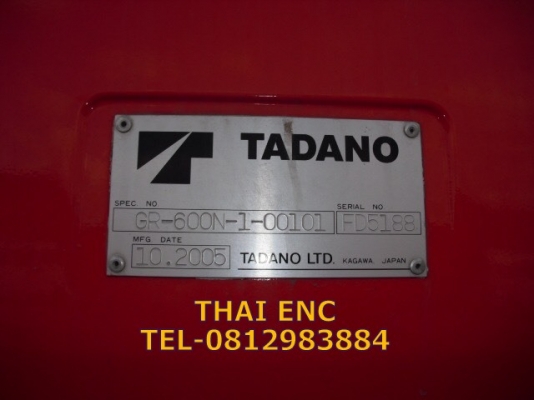 TADANO
SPEC. NO SERIAL NO.
GR-600N-1-00101 FD5188
MFG. DATE
10.2005 TADANO LTD. KAGAWA, JAPAN
THAI ENC
TEL-0812983884